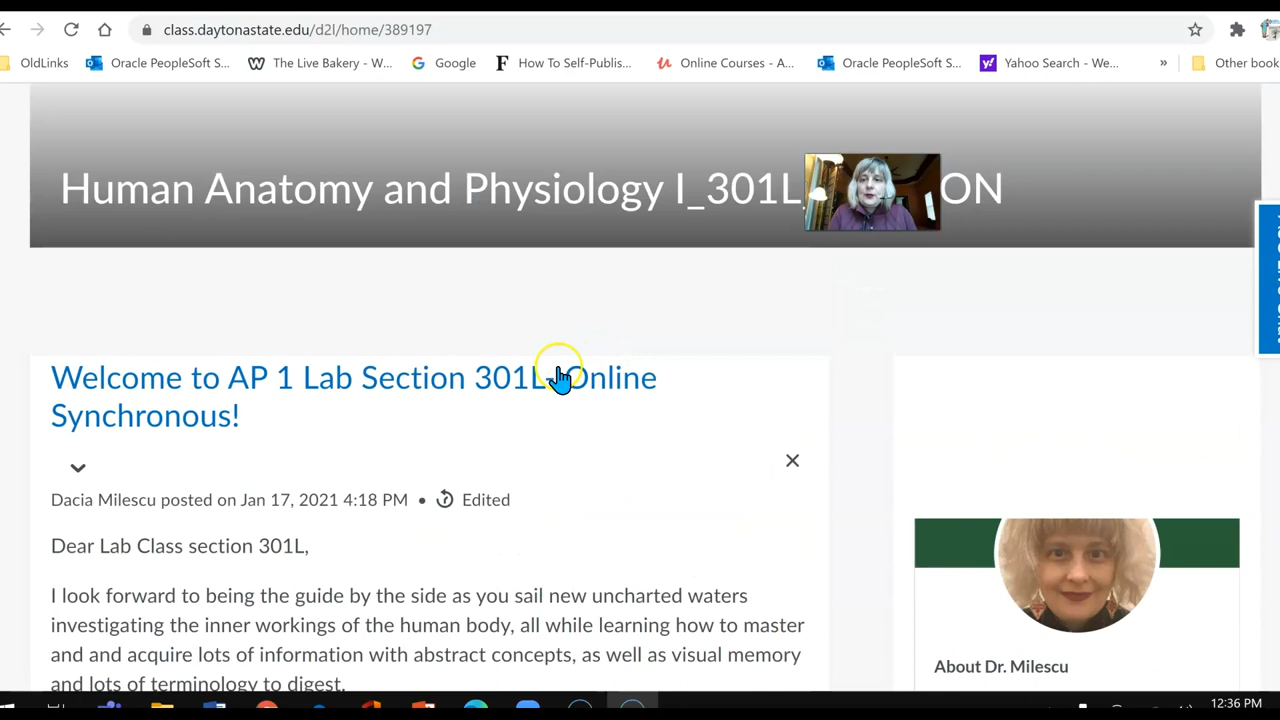 class.daytonastate.edu/d2l/home/389197
OldLinks Oracle PeopleSoft S... The Live Bakery - W... Google How To Self-Publis... Online Courses - A... Oracle PeopleSoft S... Yahoo Search - We... » Other book
Human Anatomy and Physiology I_301L ON
Welcome to AP 1 Lab Section 301L- Online
Synchronous!
Dacia Milescu posted on Jan 17, 2021 4:18 PM • Edited
Dear Lab Class section 301L,
I look forward to being the guide by the side as you sail new uncharted waters
investigating the inner workings of the human body, all while learning how to master
and and acquire lots of information with abstract concepts, as well as visual memory
and lots of terminology to digest.
About Dr. Milescu
12:36 PM